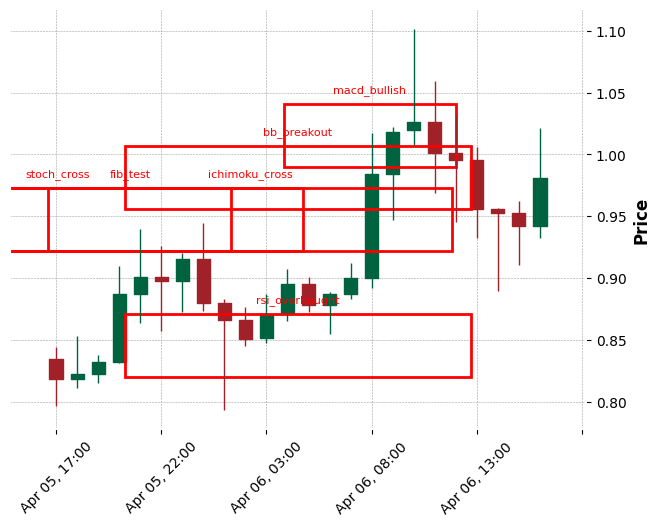 macd_bullish
bb_breakout
stoch_cross
fib_test
ichimoku_cross
rsi_overbought
1.10
1.05
1.00
0.95
0.90
0.85
0.80
Price
Apr 05, 17:00
Apr 05, 22:00
Apr 06, 03:00
Apr 06, 08:00
Apr 06, 13:00